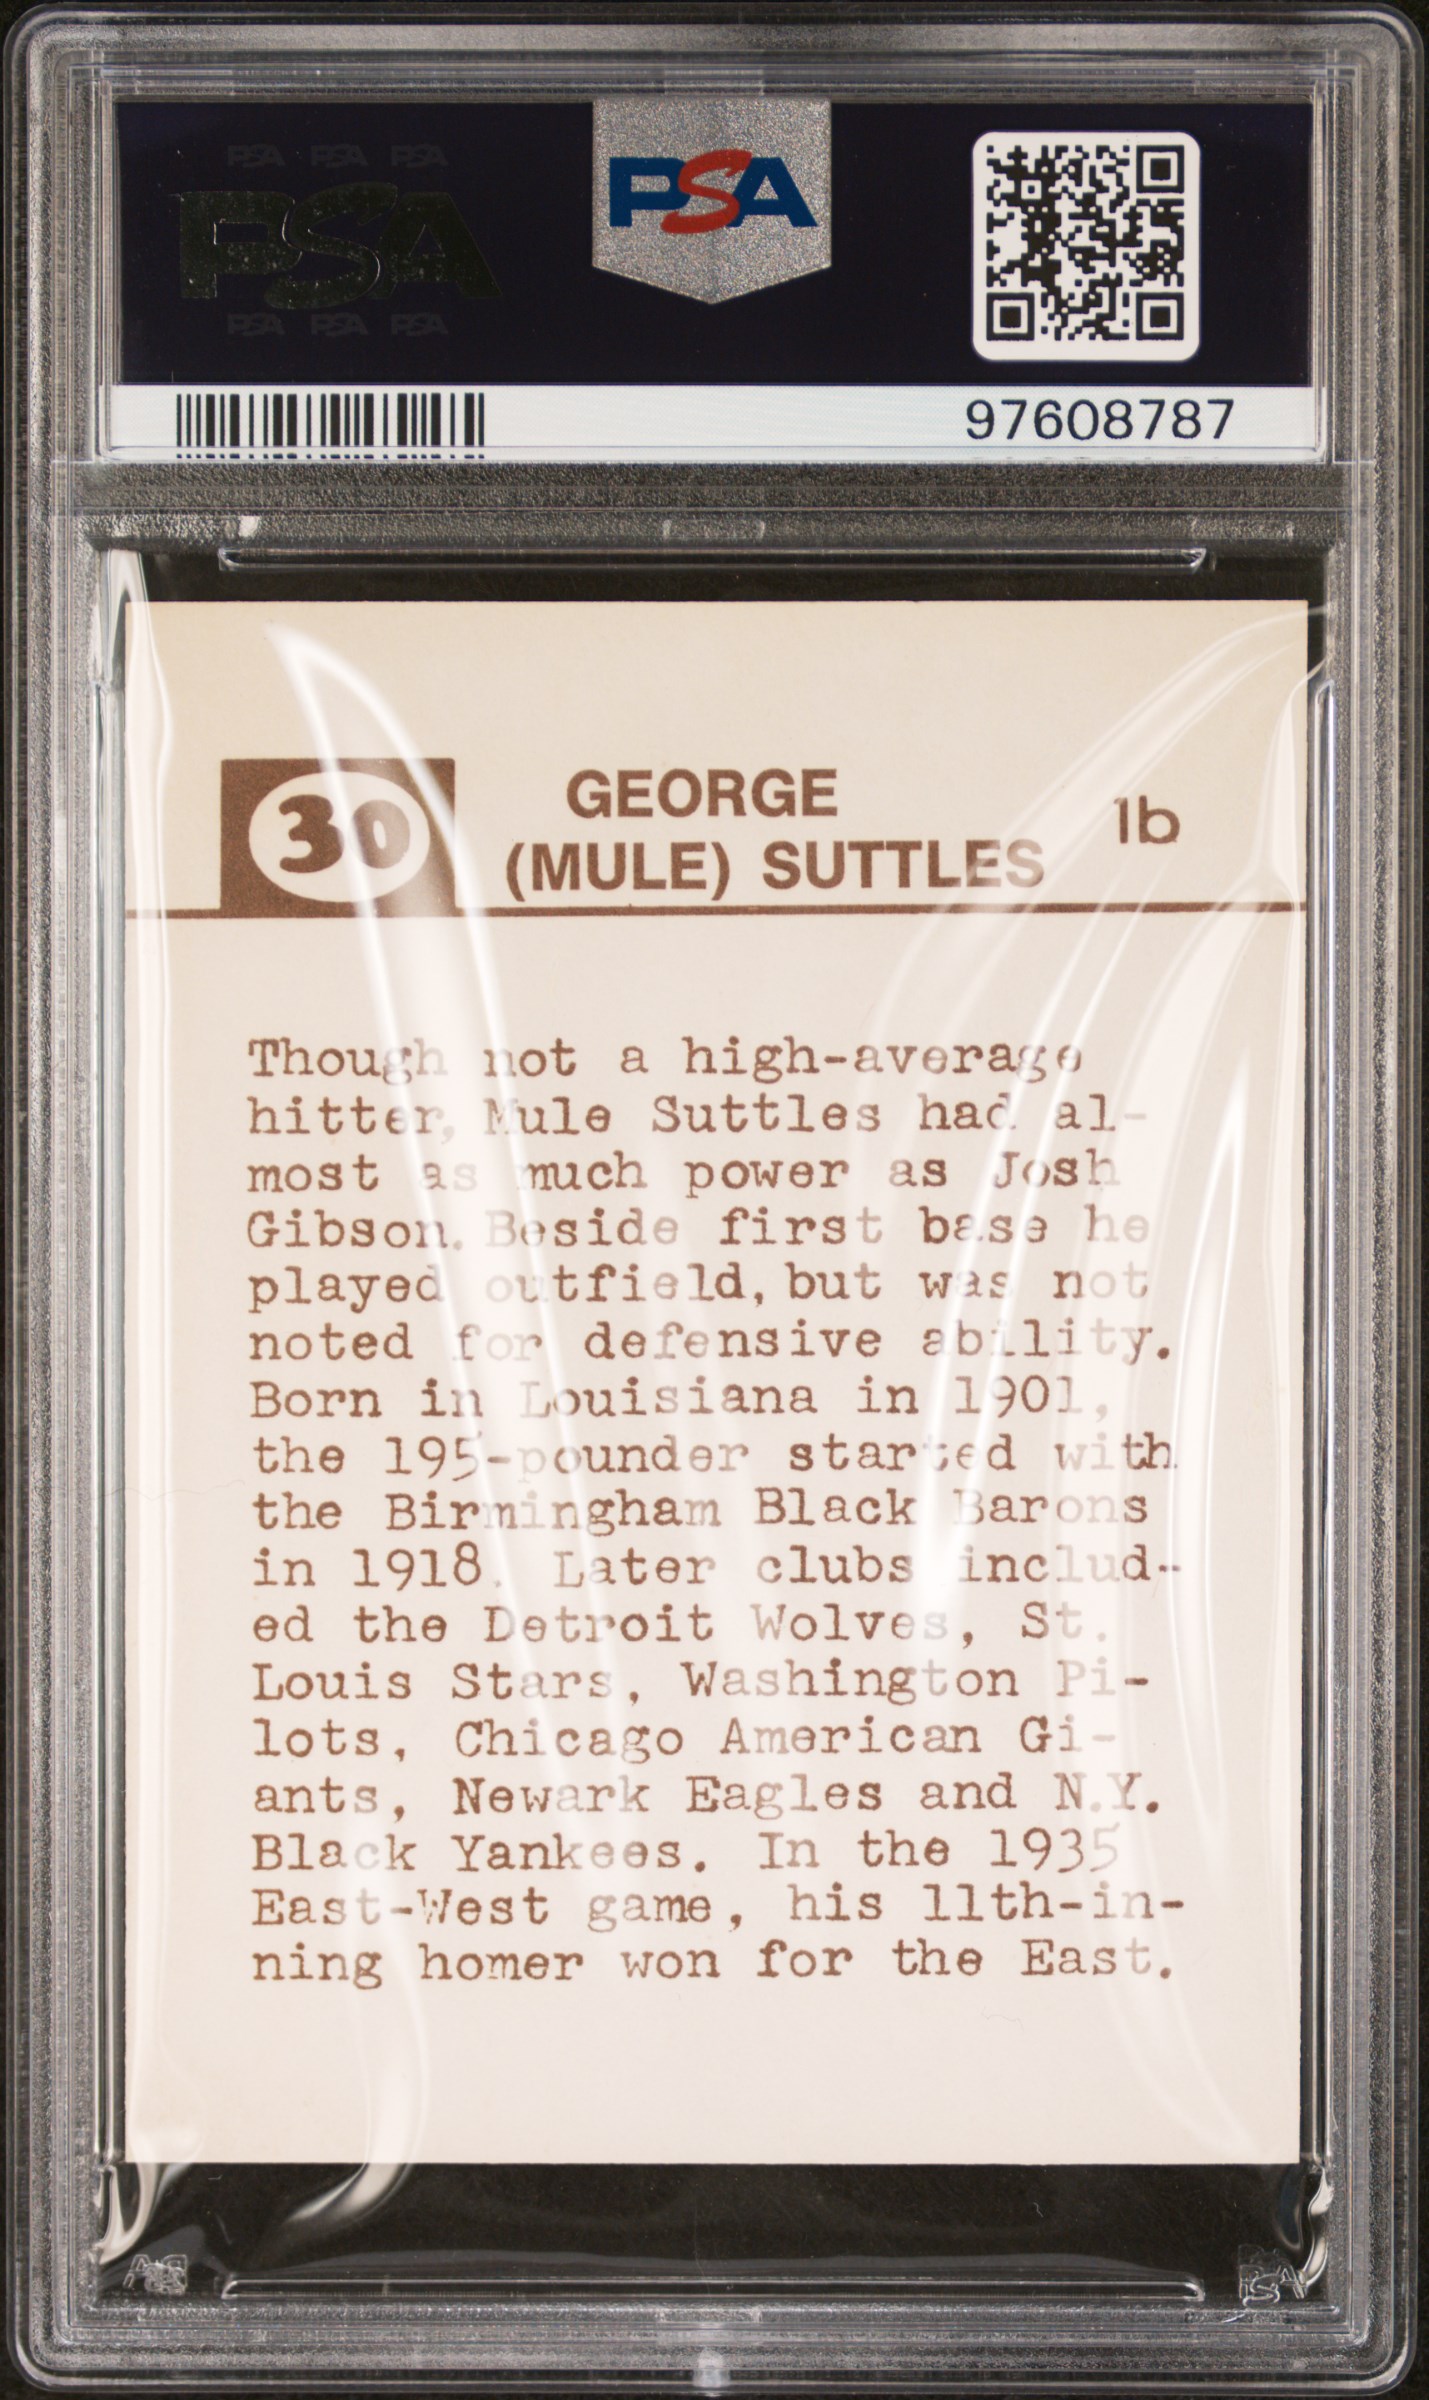 PSA PSA PSA
PSA
PSA PSA PSA
PSA
97608787
30
GEORGE
(MULE) SUTTLES
1b
Though not a high-average
hitter, Mule Suttles had al-
most as much power as Josh
Gibson. Beside first base he
played outfield, but was not
noted for defensive ability.
Born in Louisiana in 1901,
the 195-pounder started with
the Birmingham Black Barons
in 1918. Later clubs includ-
ed the Detroit Wolves, St.
Louis Stars, Washington Pi-
lots, Chicago American Gi-
ants, Newark Eagles and N.Y.
Black Yankees. In the 1935
East-West game, his 11th-in-
ning homer won for the East.
PSA
PSA